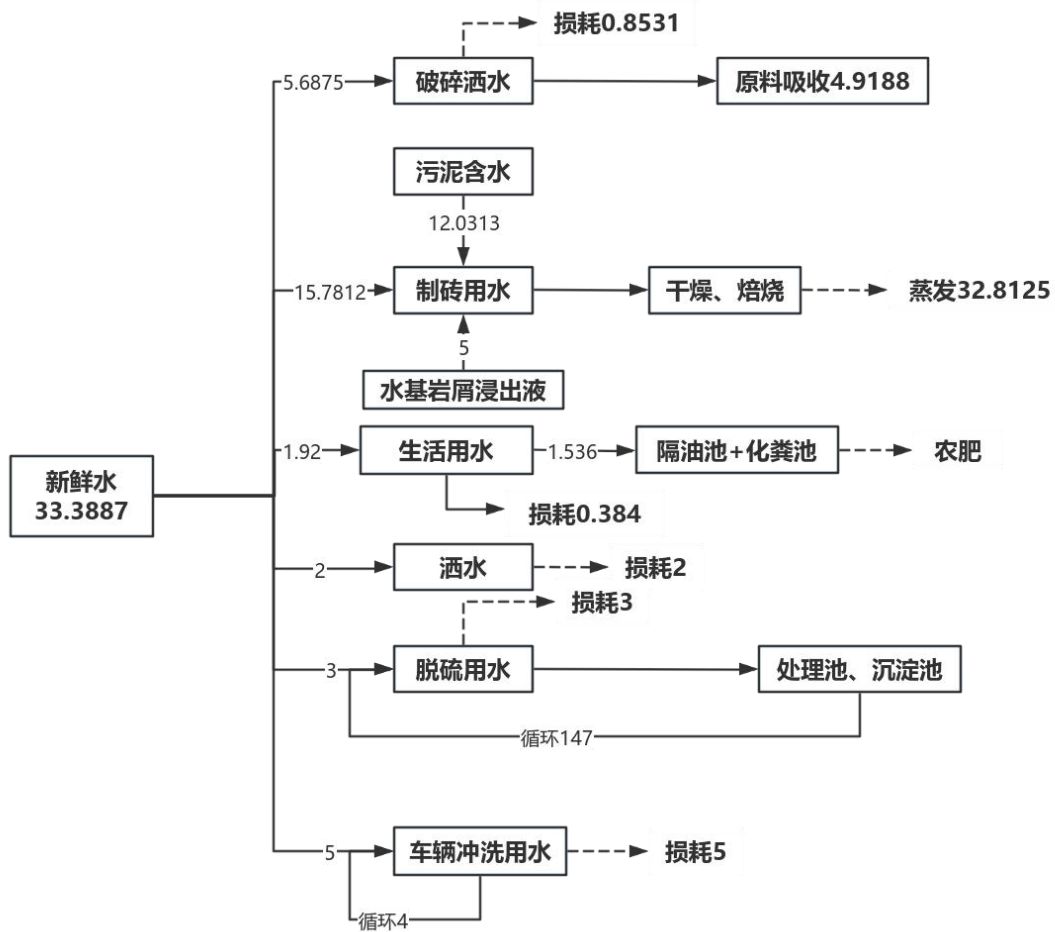 损耗0.8531
5.6875
破碎洒水
原料吸收4.9188
污泥含水
12.0313
15.7812
制砖用水
干燥、焙烧
蒸发32.8125
5
水基岩屑浸出液
1.92
生活用水
1.536
隔油池+化粪池
农肥
新鲜水
33.3887
损耗0.384
2
洒水
损耗2
损耗3
3
脱硫用水
处理池、沉淀池
循环147
5
车辆冲洗用水
损耗5
循环4